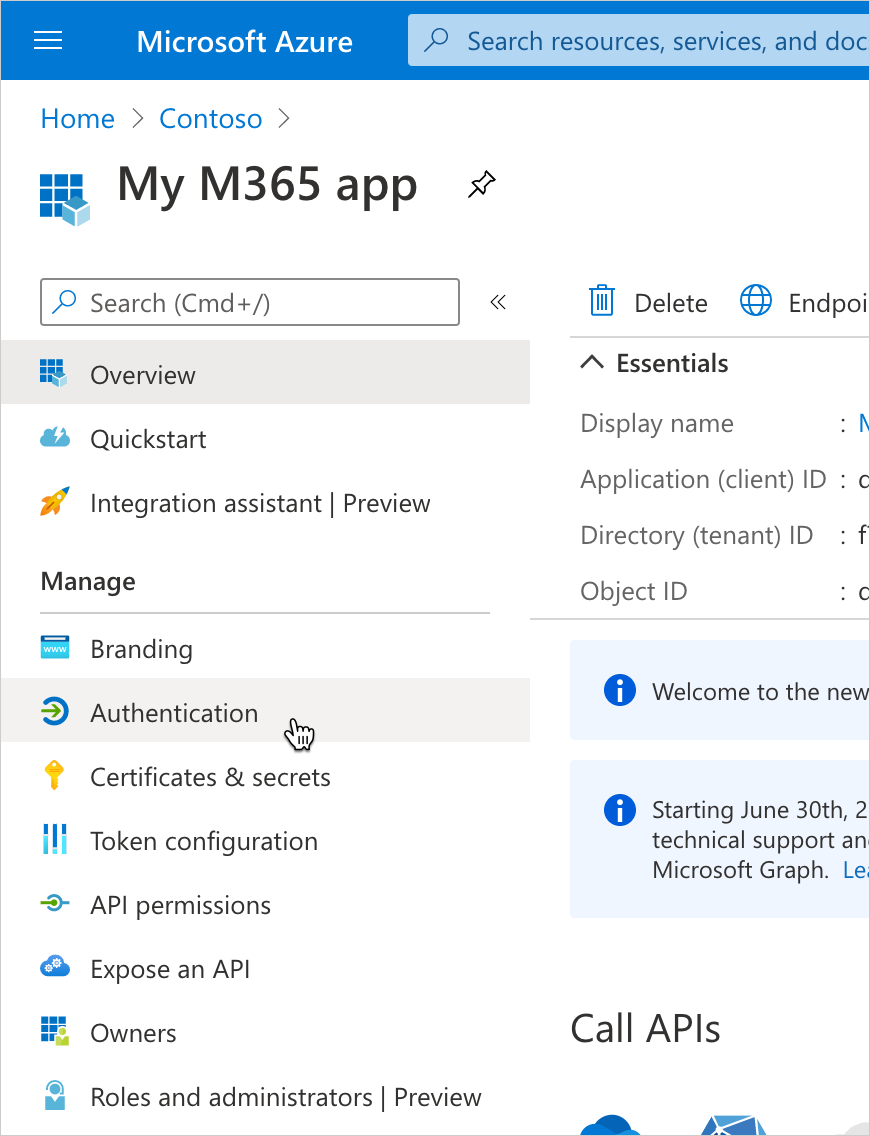 Microsoft Azure
Search resources, services, and doc
Home > Contoso >
My M365 app
Search (Cmd+/)
«
Overview
Quickstart
Integration assistant | Preview
Manage
Branding
Authentication
Certificates & secrets
Token configuration
API permissions
Expose an API
Owners
Roles and administrators | Preview
Delete
Endpoi
Essentials
Display name :
Application (client) ID :
Directory (tenant) ID : f
Object ID :
Welcome to the new
Starting June 30th, 2
technical support an
Microsoft Graph. Lea
Call APIs